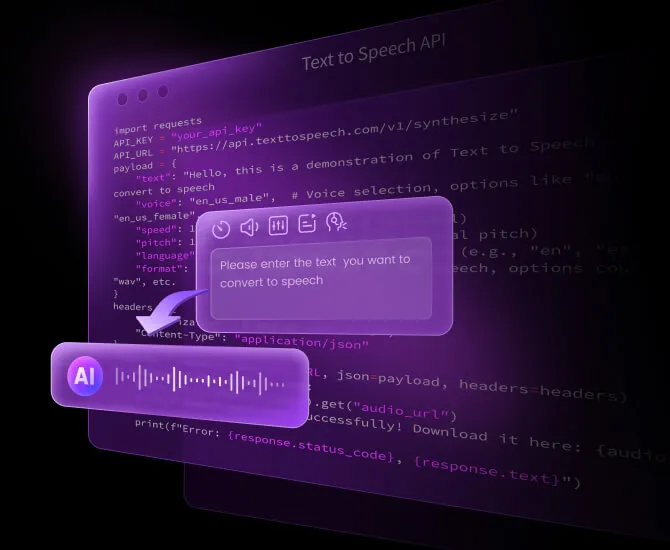 Text to Speech API
import requests
API_KEY = "your_api_key"
API_URL = "https://api.texttospeech.com/v1/synthesize"
payload = {
"text": "Hello, this is a demonstration of Text to Speech
convert to speech
"voice": "en_us_male", # Voice selection, options like
"en_us_female",
"speed":
"pitch":
pitch)
"language":
(e.g., "en",
"format":
options
"wav", etc.
}
headers
"Content-Type": "application/json"
json=payload, headers=headers)
.get("audio_url")
Download it here:
print(f"Error: {response.status_code}, {response.text}")
Please enter the text you want to
convert to speech
AI